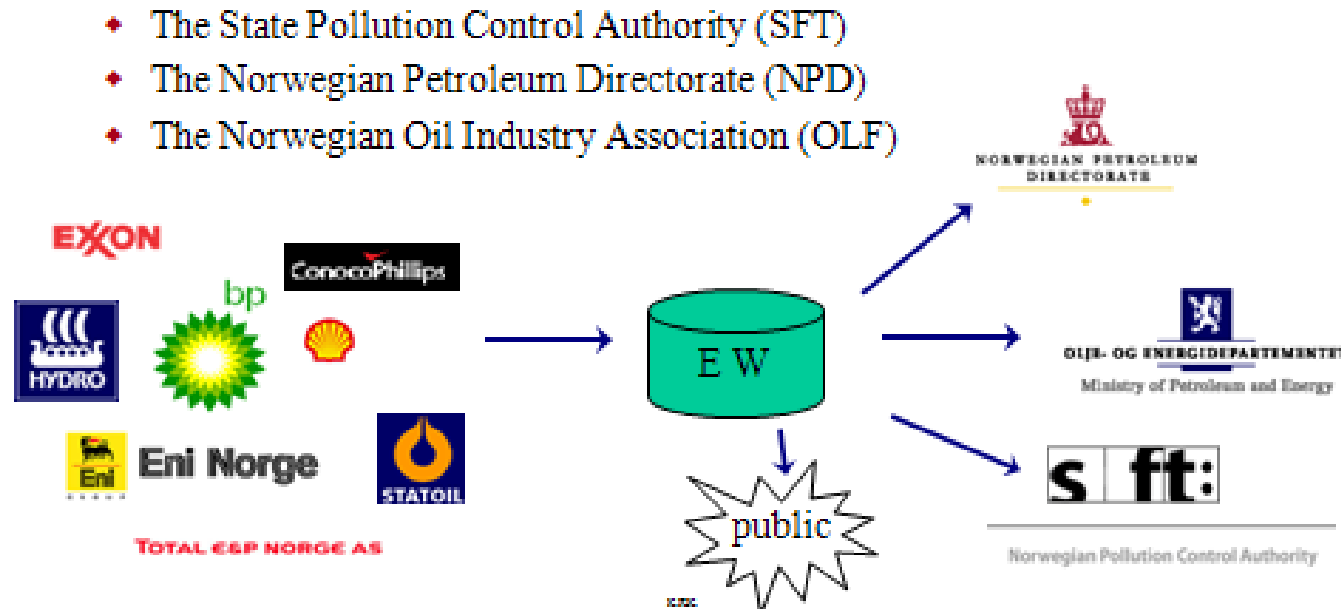 The State Pollution Control Authority (SFT)
The Norwegian Petroleum Directorate (NPD)
The Norwegian Oil Industry Association (OLF)
NORWEGIAN PETROLEUM
DIRECTORATE
EXXON
ConocoPhillips
bp
HYDRO
E W
OLJE- OG ENERGIDEPARTEMENTET
Ministry of Petroleum and Energy
Eni
Eni Norge
STATOIL
sft:
public
TOTAL E&P NORGE AS
Norwegian Pollution Control Authority